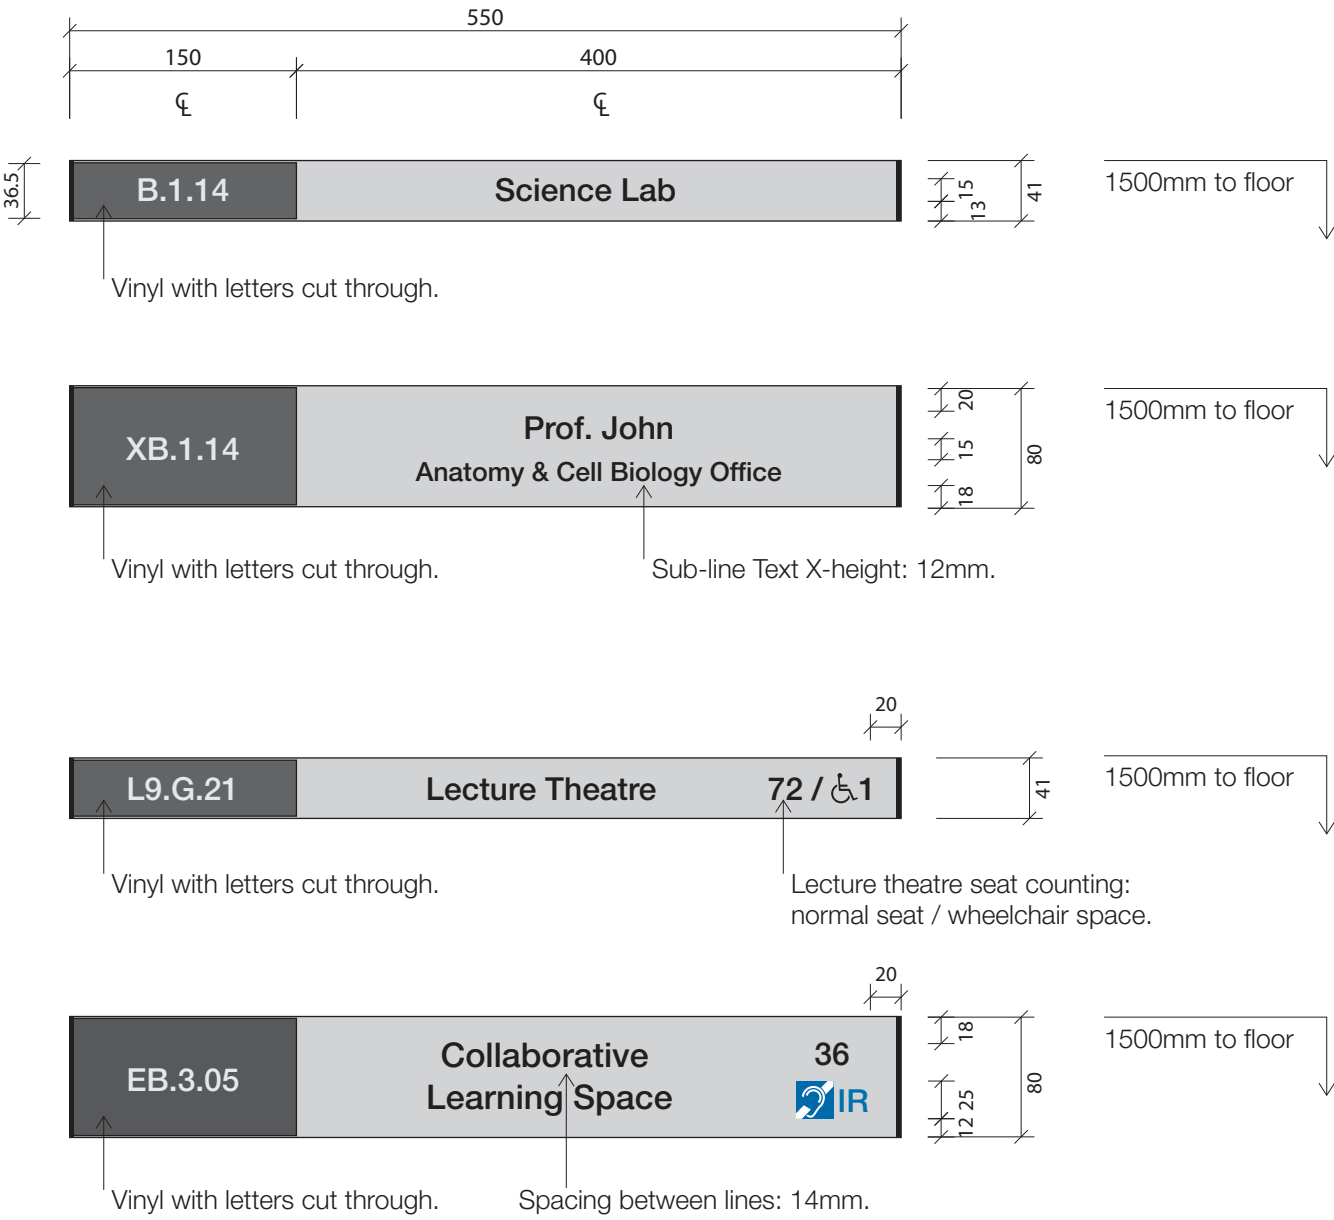 550
150 400
℄ ℄
36.5
B.1.14 Science Lab
15
13
41
1500mm to floor
Vinyl with letters cut through.
XB.1.14
Prof. John
Anatomy & Cell Biology Office
20
15
18
80
1500mm to floor
Vinyl with letters cut through.
Sub-line Text X-height: 12mm.
20
L9.G.21 Lecture Theatre 72 / 1
41
1500mm to floor
Vinyl with letters cut through.
Lecture theatre seat counting:
normal seat / wheelchair space.
20
EB.3.05
Collaborative
Learning Space
36
IR
18
25
12
80
1500mm to floor
Vinyl with letters cut through.
Spacing between lines: 14mm.